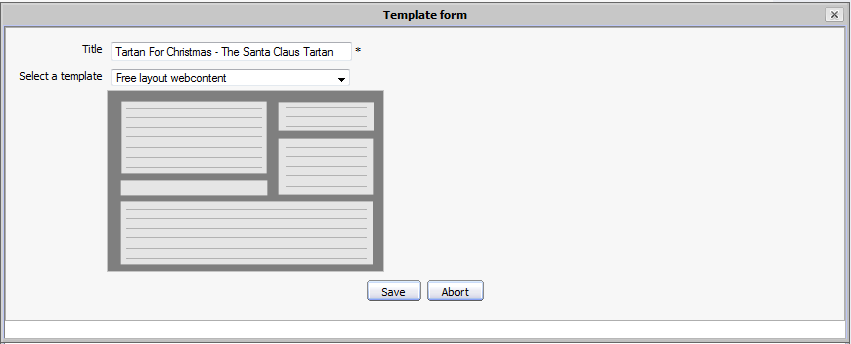 Template form
Title Tartan For Christmas - The Santa Claus Tartan *
Select a template Free layout webcontent
Save Abort